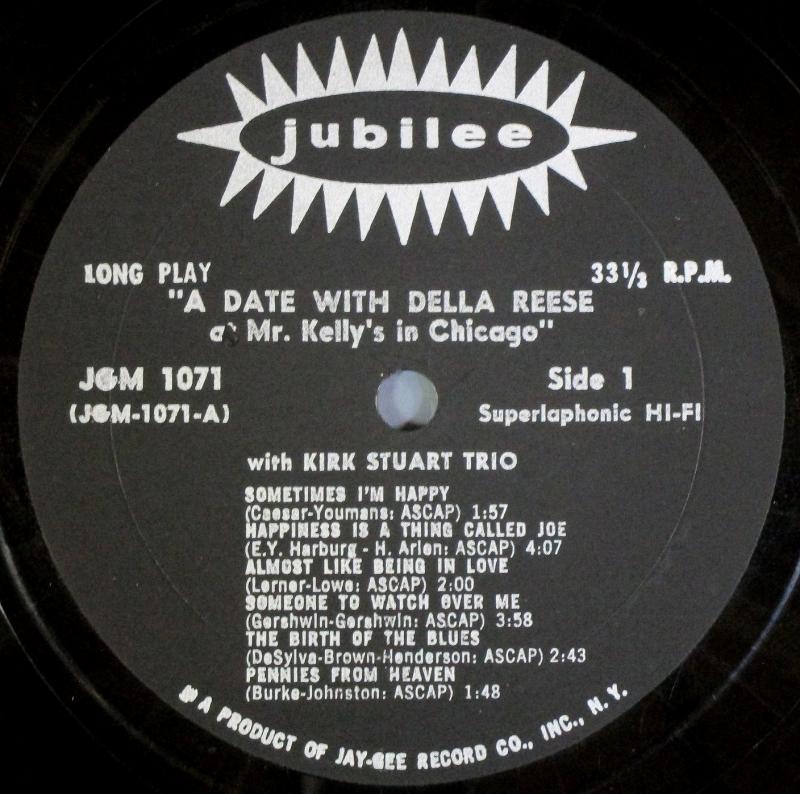 jubilee
LONG PLAY
33 1/3 R.P.M.
"A DATE WITH DELLA REESE
at Mr. Kelly's in Chicago"
JGM 1071
Side 1
(JGM-1071-A)
Superlaphonic HI-FI
with KIRK STUART TRIO
SOMETIMES I'M HAPPY
(Caesar-Youmans: ASCAP) 1:57
HAPPINESS IS A THING CALLED JOE
(E.Y. Harburg - H. Arlen: ASCAP) 4:07
ALMOST LIKE BEING IN LOVE
(Lerner-Lowe: ASCAP) 2:00
SOMEONE TO WATCH OVER ME
(Gershwin-Gershwin: ASCAP) 3:58
THE BIRTH OF THE BLUES
(DeSylva-Brown-Henderson: ASCAP) 2:43
PENNIES FROM HEAVEN
(Burke-Johnston: ASCAP) 1:48
A PRODUCT OF JAY-GEE RECORD CO., INC., N. Y.